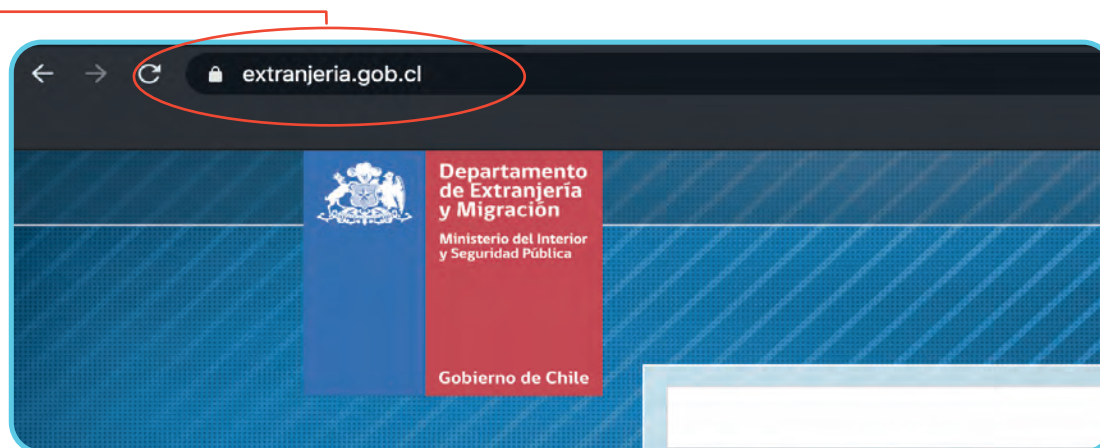 extranjeria.gob.cl
Departamento
de Extranjería
y Migración
Ministerio del Interior
y Seguridad Pública
Gobierno de Chile